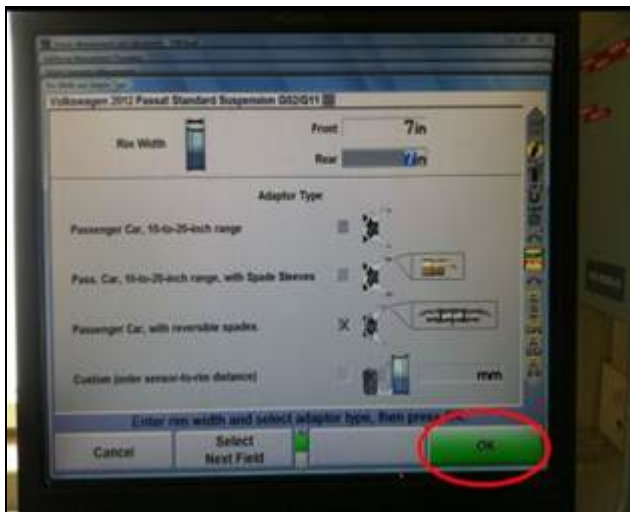 Volkswagen 2012 Passat Standard Suspension G02/G11
Rim Width
Front 7in
Rear 7in
Adaptor Type
Passenger Car, 10-to-20-inch range
Pass. Car, 10-to-20-inch range, with Spade Sleeves
Passenger Car, with reversible spades.
X
Custom (enter sensor-to-rim distance)
mm
Enter rim width and select adaptor type, then press
Cancel
Select
Next Field
OK